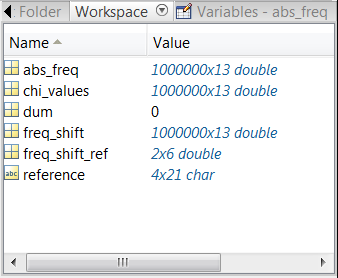 Folder Workspace Variables - abs_freq
Name Value
abs_freq 1000000x13 double
chi_values 1000000x13 double
dum 0
freq_shift 1000000x13 double
freq_shift_ref 2x6 double
abc reference 4x21 char